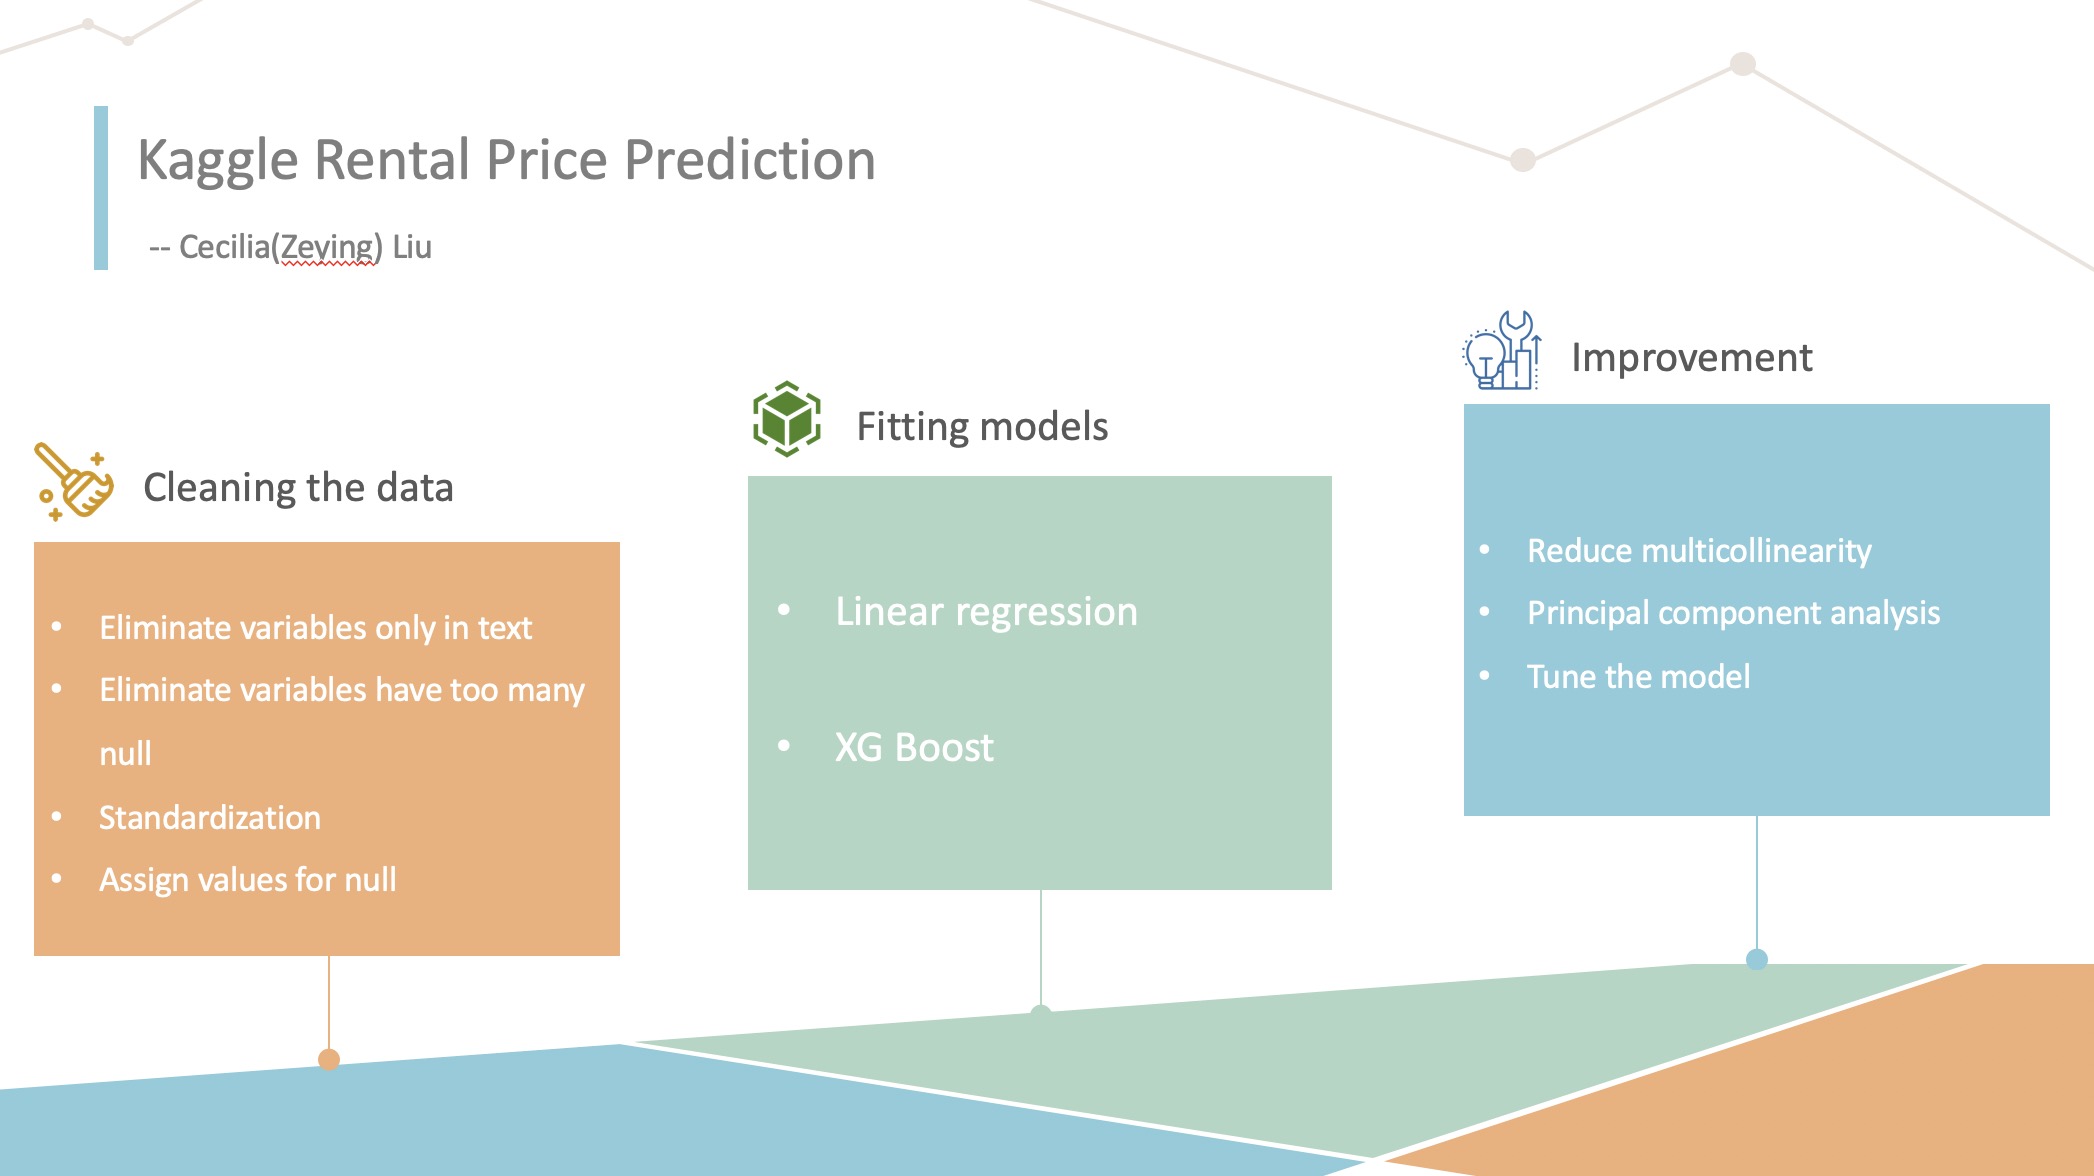 Kaggle Rental Price Prediction
-- Cecilia(Zeving) Liu
Cleaning the data
• Eliminate variables only in text
• Eliminate variables have too many
null
• Standardization
• Assign values for null
Fitting models
• Linear regression
• XG Boost
Improvement
• Reduce multicollinearity
• Principal component analysis
• Tune the model